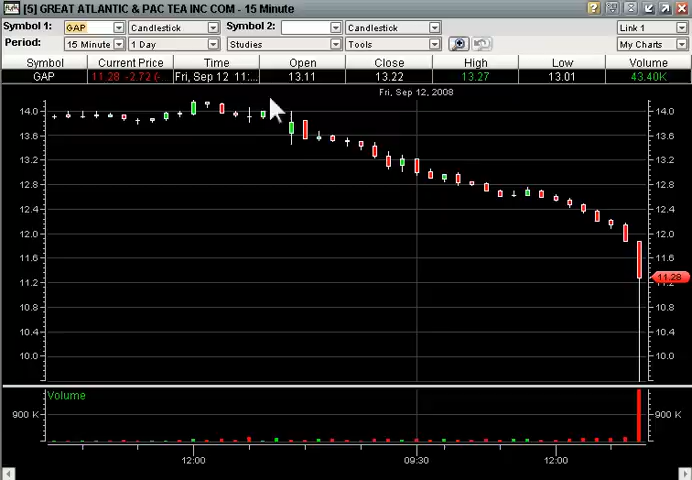 [5] GREAT ATLANTIC & PAC TEA INC COM - 15 Minute
Symbol 1: GAP Candlestick Symbol 2: Candlestick Link 1
Period: 15 Minute 1 Day Studies Tools My Charts
Symbol Current Price Time Open Close High Low Volume
GAP 11.28 -2.72 (-... Fri, Sep 12 11:... 13.11 13.22 13.27 13.01 43.40K
Fri, Sep 12, 2008
14.0 14.0
13.6 13.6
13.2 13.2
12.8 12.8
12.4 12.4
12.0 12.0
11.6 11.6
11.28
11.2 11.2
10.8 10.8
10.4 10.4
10.0 10.0
Volume
900 K 900 K
12:00 09:30 12:00